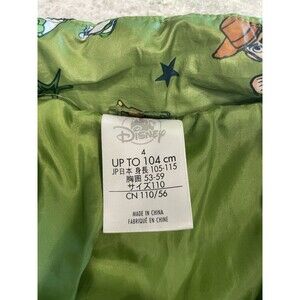 Disney
4
UP TO 104 cm
JP日本 身長 105-115
胸囲 53-59
サイズ110
CN 110/56
MADE IN CHINA
FABRIQUÉ EN CHINE